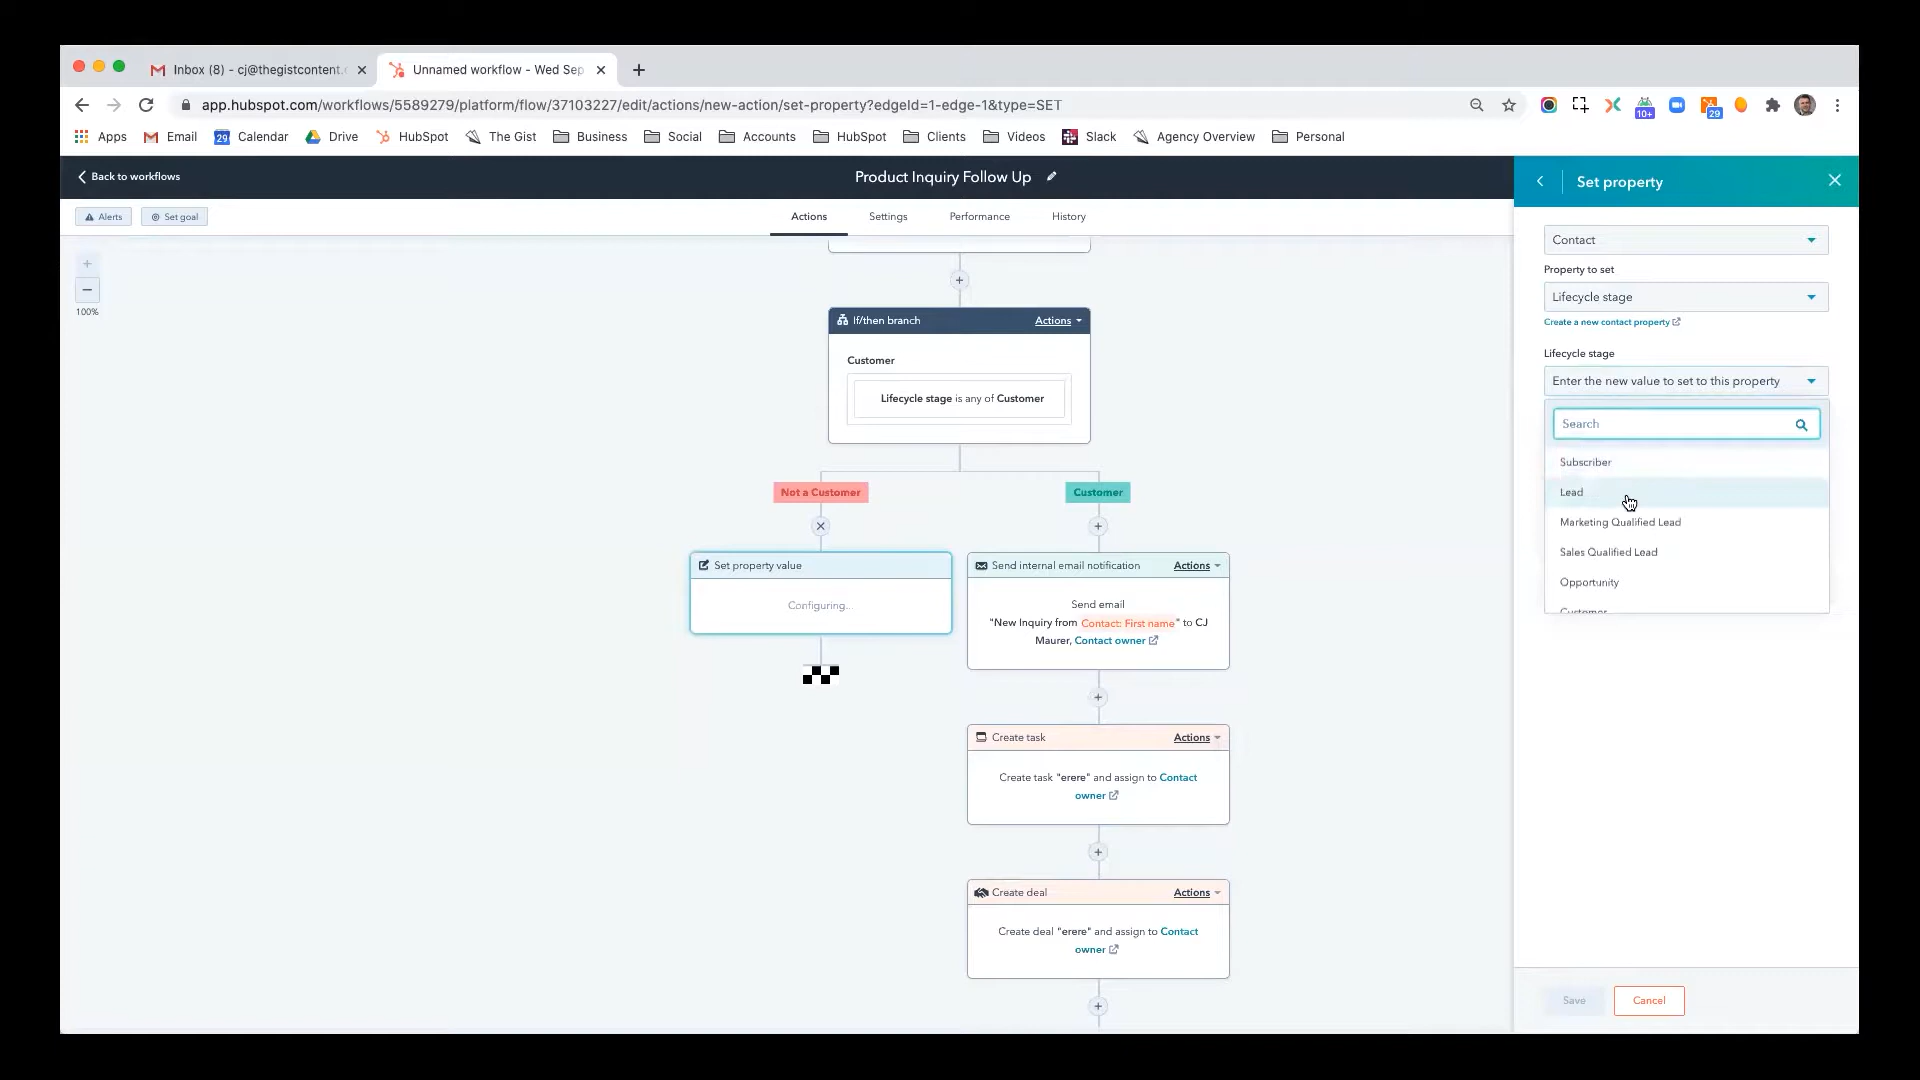 Inbox (8) - cj@thegistcontent.c
Unnamed workflow - Wed Sep
app.hubspot.com/workflows/5589279/platform/flow/37103227/edit/actions/new-action/set-property?edgeId=1-edge-1&type=SET
10+
29
Apps
Email
29
Calendar
Drive
HubSpot
The Gist
Business
Social
Accounts
HubSpot
Clients
Videos
Slack
Agency Overview
Personal
Back to workflows
Product Inquiry Follow Up
Alerts
Set goal
Actions
Settings
Performance
History
100%
If/then branch
Actions
Customer
Lifecycle stage is any of Customer
Not a Customer
Customer
Set property value
Configuring...
Send internal email notification
Actions
Send email
"New Inquiry from Contact: First name" to CJ
Maurer, Contact owner
Create task
Actions
Create task "erere" and assign to Contact
owner
Create deal
Actions
Create deal "erere" and assign to Contact
owner
Set property
Contact
Property to set
Lifecycle stage
Create a new contact property
Lifecycle stage
Enter the new value to set to this property
Search
Subscriber
Lead
Marketing Qualified Lead
Sales Qualified Lead
Opportunity
Customer
Save
Cancel